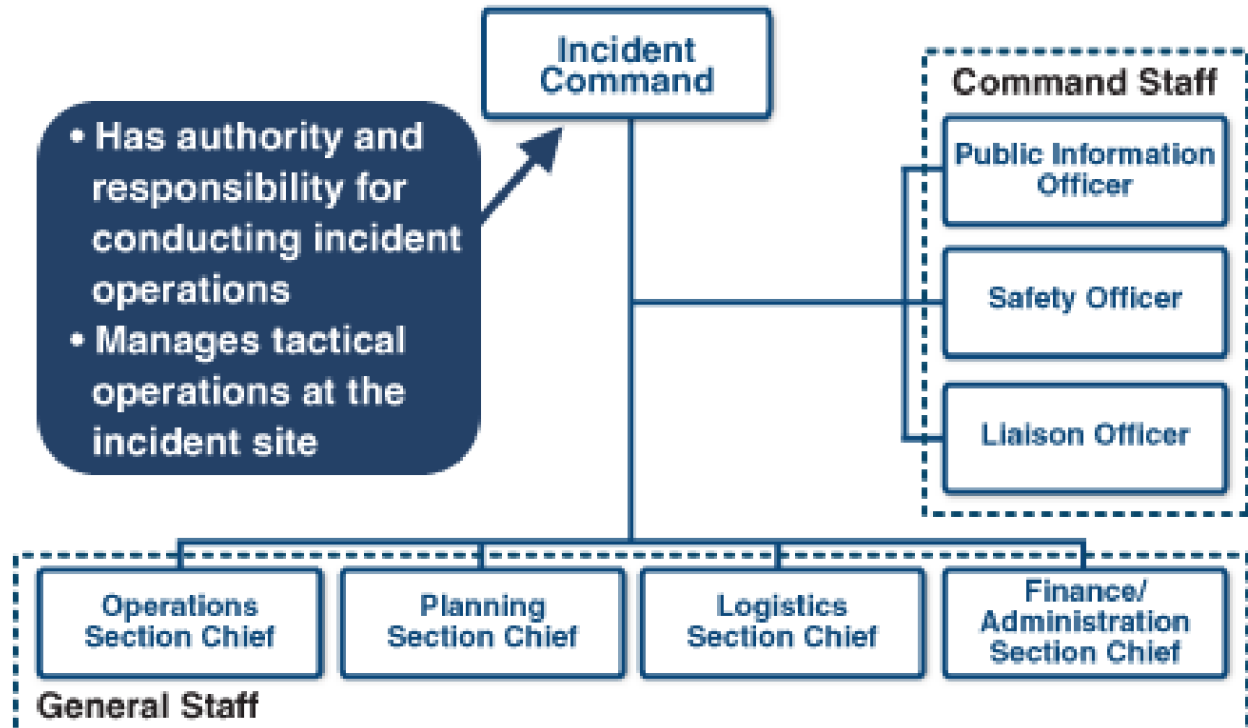 Incident
Command
Command Staff
• Has authority and
responsibility for
conducting incident
operations
• Manages tactical
operations at the
incident site
Public Information
Officer
Safety Officer
Liaison Officer
Operations
Section Chief
Planning
Section Chief
Logistics
Section Chief
Finance/
Administration
Section Chief
General Staff